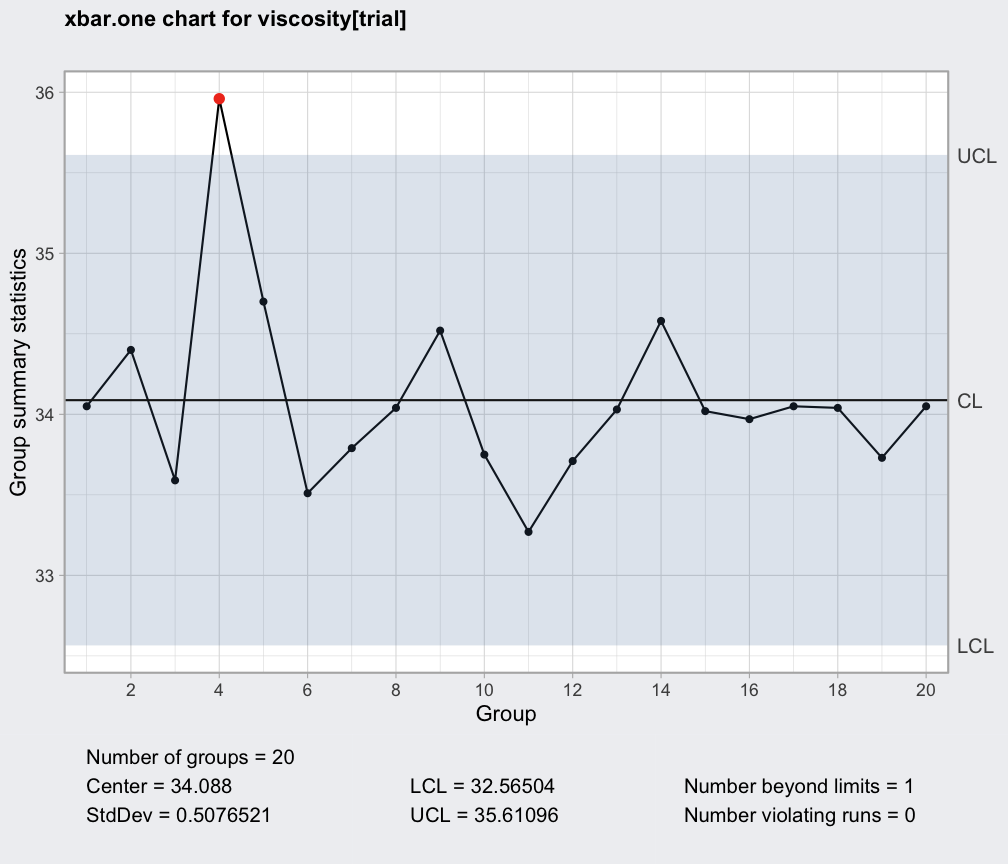 xbar.one chart for viscosity[trial]
36
35
34
33
Group summary statistics
UCL
CL
LCL
2 4 6 8 10 12 14 16 18 20
Group
Number of groups = 20
Center = 34.088 LCL = 32.56504 Number beyond limits = 1
StdDev = 0.5076521 UCL = 35.61096 Number violating runs = 0